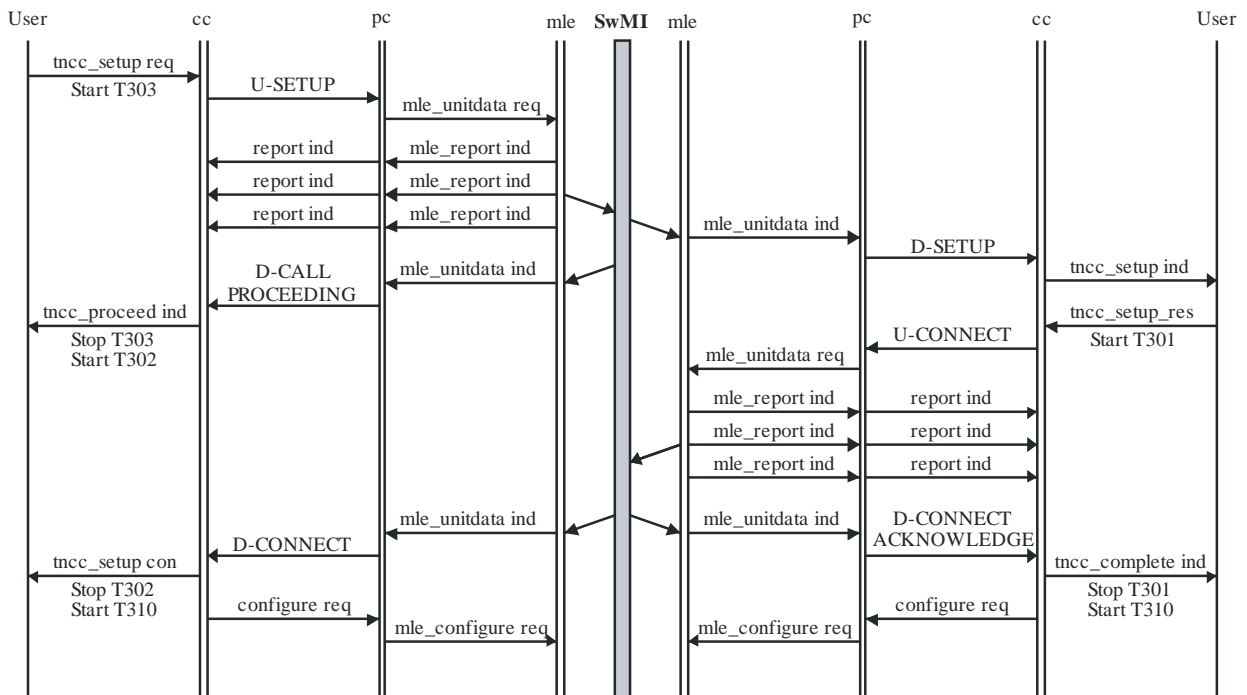 User cc pc mle SwMI mle pc cc User
tncc_setup req
Start T303
U-SETUP
mle_unitdata req
report ind mle_report ind
report ind mle_report ind
report ind mle_report ind
mle_unitdata ind
D-SETUP
D-CALL
PROCEEDING
mle_unitdata ind
tncc_setup ind
tncc_proceed ind
Stop T303
Start T302
tncc_setup_res
Start T301
U-CONNECT
mle_unitdata req
mle_report ind report ind
mle_report ind report ind
mle_report ind report ind
mle_unitdata ind
mle_unitdata ind
D-CONNECT
ACKNOWLEDGE
D-CONNECT
tncc_setup con
Stop T302
Start T310
tncc_complete ind
Stop T301
Start T310
configure req
configure req
mle_configure req
mle_configure req